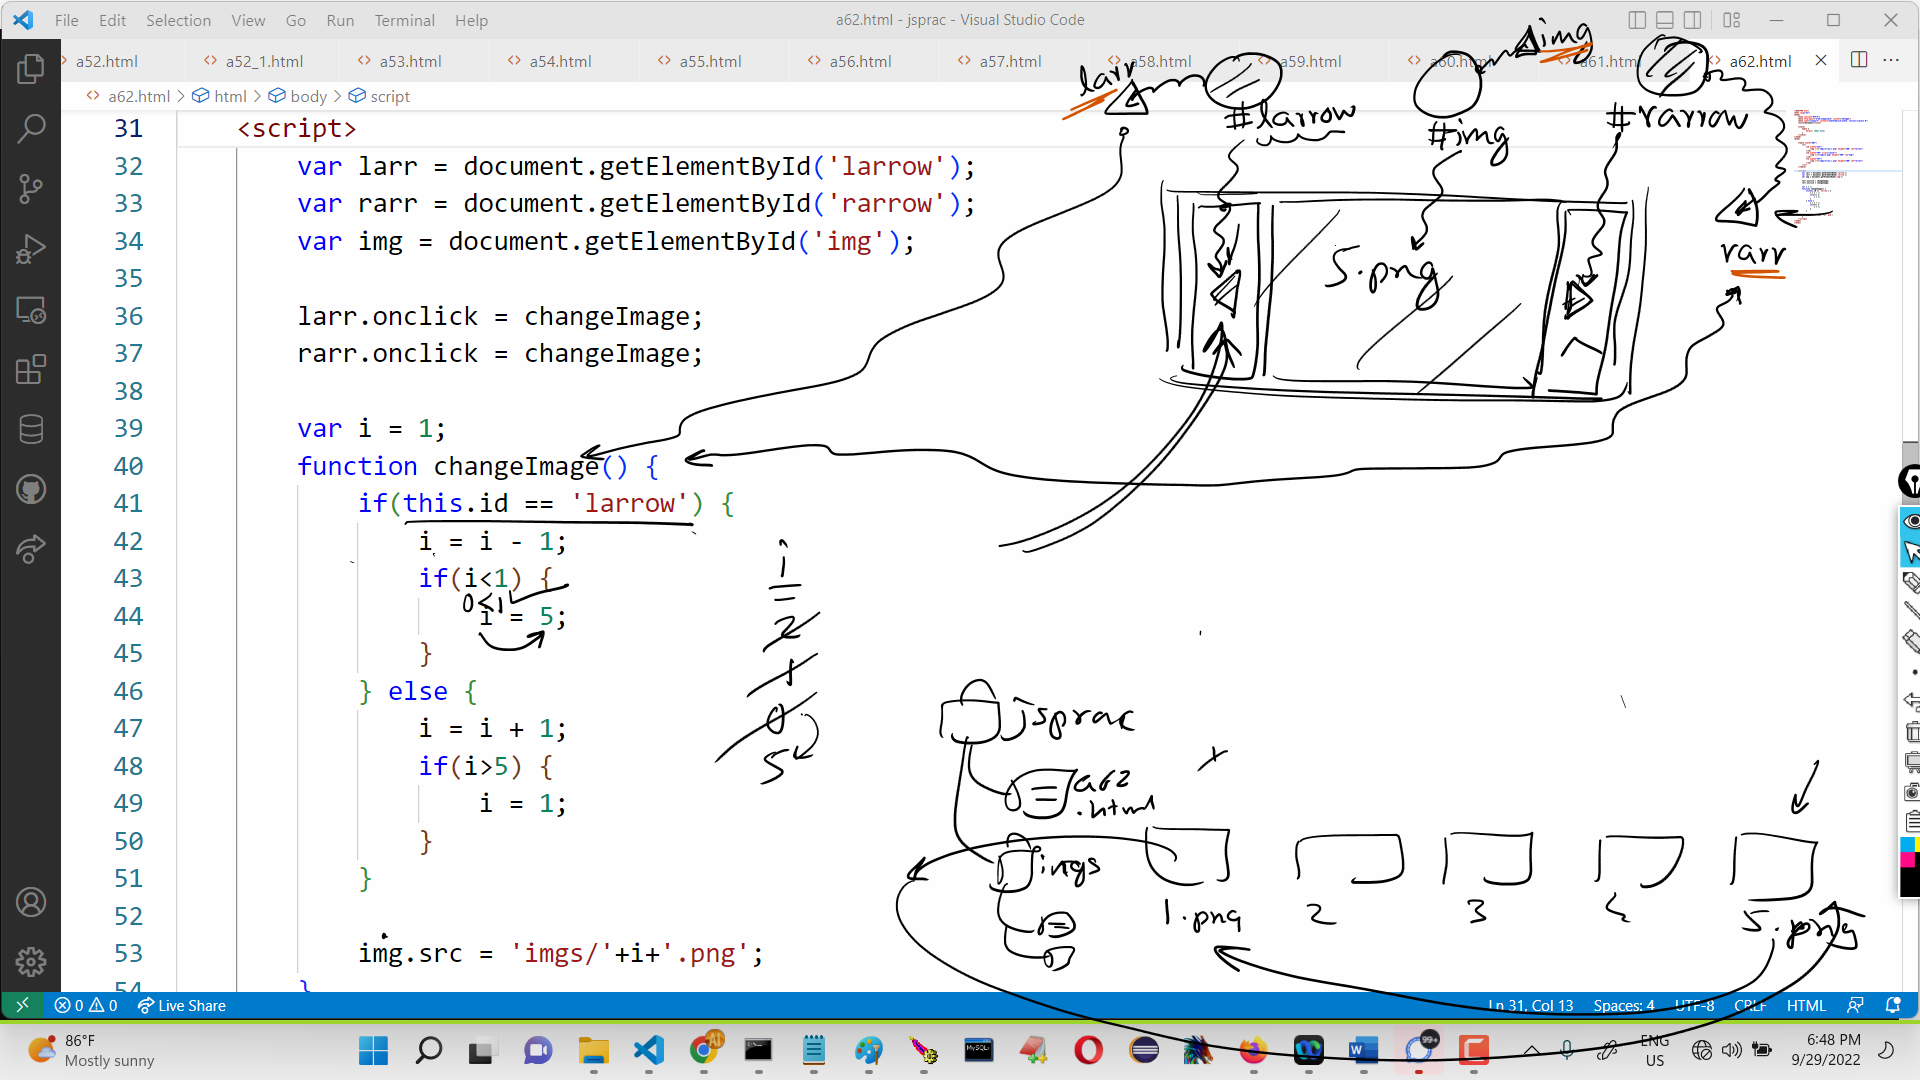 File Edit Selection View Go Run Terminal Help
a62.html - jsprac - Visual Studio Code
a52.html a52_1.html a53.html a54.html a55.html a56.html a57.html a58.html a59.html a60.html a61.html a62.html
a62.html > html > body > script
31 <script>
32 var larr = document.getElementById('larrow');
33 var rarr = document.getElementById('rarrow');
34 var img = document.getElementById('img');
35
36 larr.onclick = changeImage;
37 rarr.onclick = changeImage;
38
39 var i = 1;
40 function changeImage() {
41 if(this.id == 'larrow') {
42 i = i - 1;
43 if(i<1) {
44 i = 5;
45 }
46 } else {
47 i = i + 1;
48 if(i>5) {
49 i = 1;
50 }
51 }
52
53 img.src = 'imgs/'+i+'.png';
54 }
larr
#larrow
img
#img
#rarrow
rarr
5.png
0<1
i
2
1
0
5
jsprac
a62
.html
imgs
1.png 2 3 4 5.png
0 0 Live Share
Ln 31, Col 13 Spaces: 4 UTF-8 CRLF HTML
86°F
Mostly sunny
MySQL
AI
99+
ENG
US
6:48 PM
9/29/2022